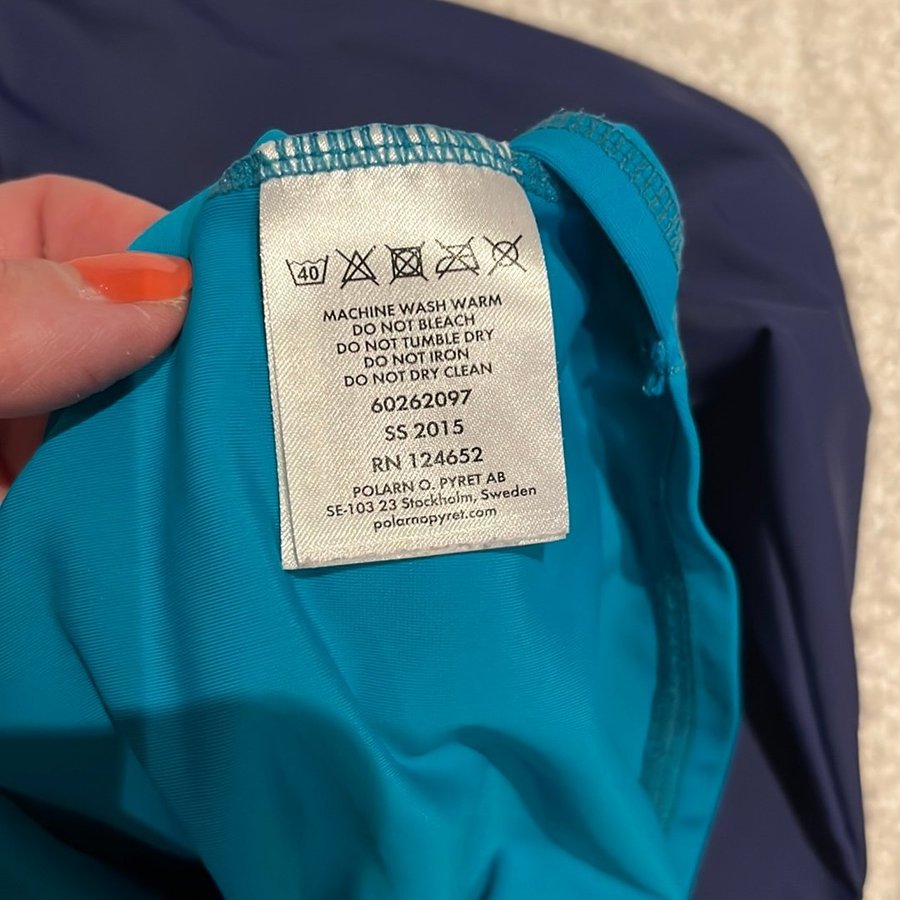 40
MACHINE WASH WARM
DO NOT BLEACH
DO NOT TUMBLE DRY
DO NOT IRON
DO NOT DRY CLEAN
60262097
SS 2015
RN 124652
POLARN O. PYRET AB
SE-103 23 Stockholm, Sweden
polarnopyret.com